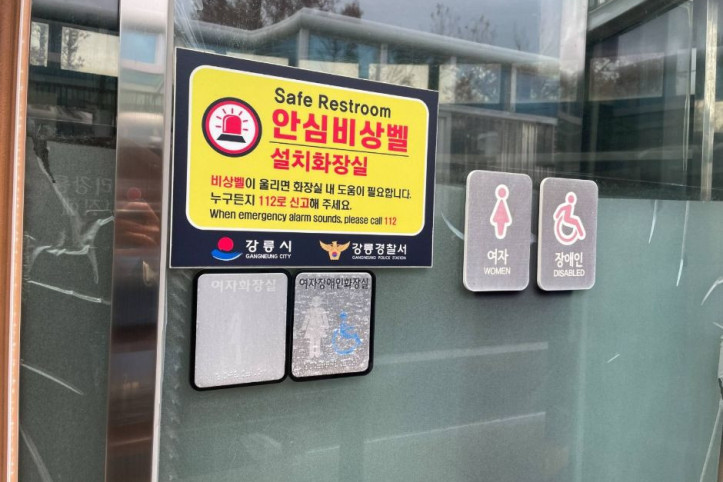 Safe Restroom
안심비상벨
설치화장실
비상벨이 울리면 화장실 내 도움이 필요합니다.
누구든지 112로 신고해 주세요.
When emergency alarm sounds, please call 112
강릉시
GANGNEUNG CITY
강릉경찰서
GANGNEUNG POLICE STATION
여자
WOMEN
장애인
DISABLED
여자화장실
여자장애인화장실